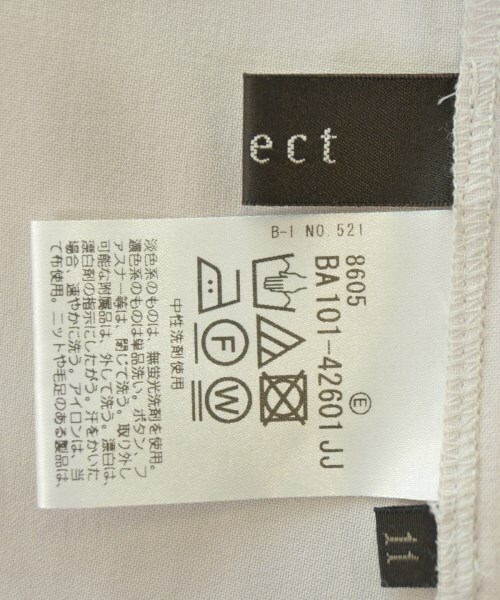 ect
B-I NO. 521
8605
BA101-42601JJ
E
F
W
中性洗剤使用
淡色系のものは、無蛍光洗剤を使用。
濃色系のものは単品洗い。ボタン、フ
ァスナー等は、閉じて洗う。取り外し
可能な附属品は、外して洗う。漂白は、
漂白剤の指示にしたがう。汗をかいた
場合、速やかに洗う。アイロンは、当
て布使用。ニットや毛足のある製品は、
11